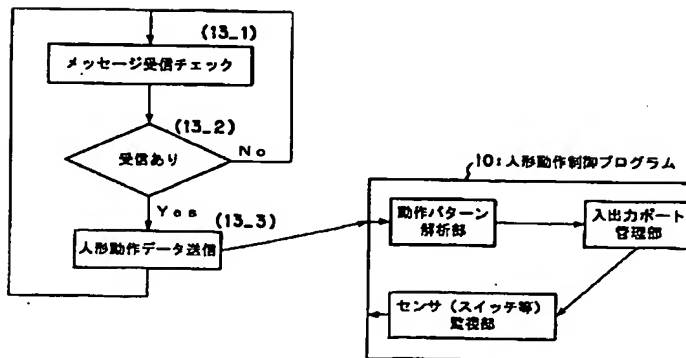 (13_1)
メッセージ受信チェック
(13_2)
受信あり
No
Yes
(13_3)
人形動作データ送信
10:人形動作制御プログラム
動作パターン
解析部
入出力ポート
管理部
センサ(スイッチ等)
監視部